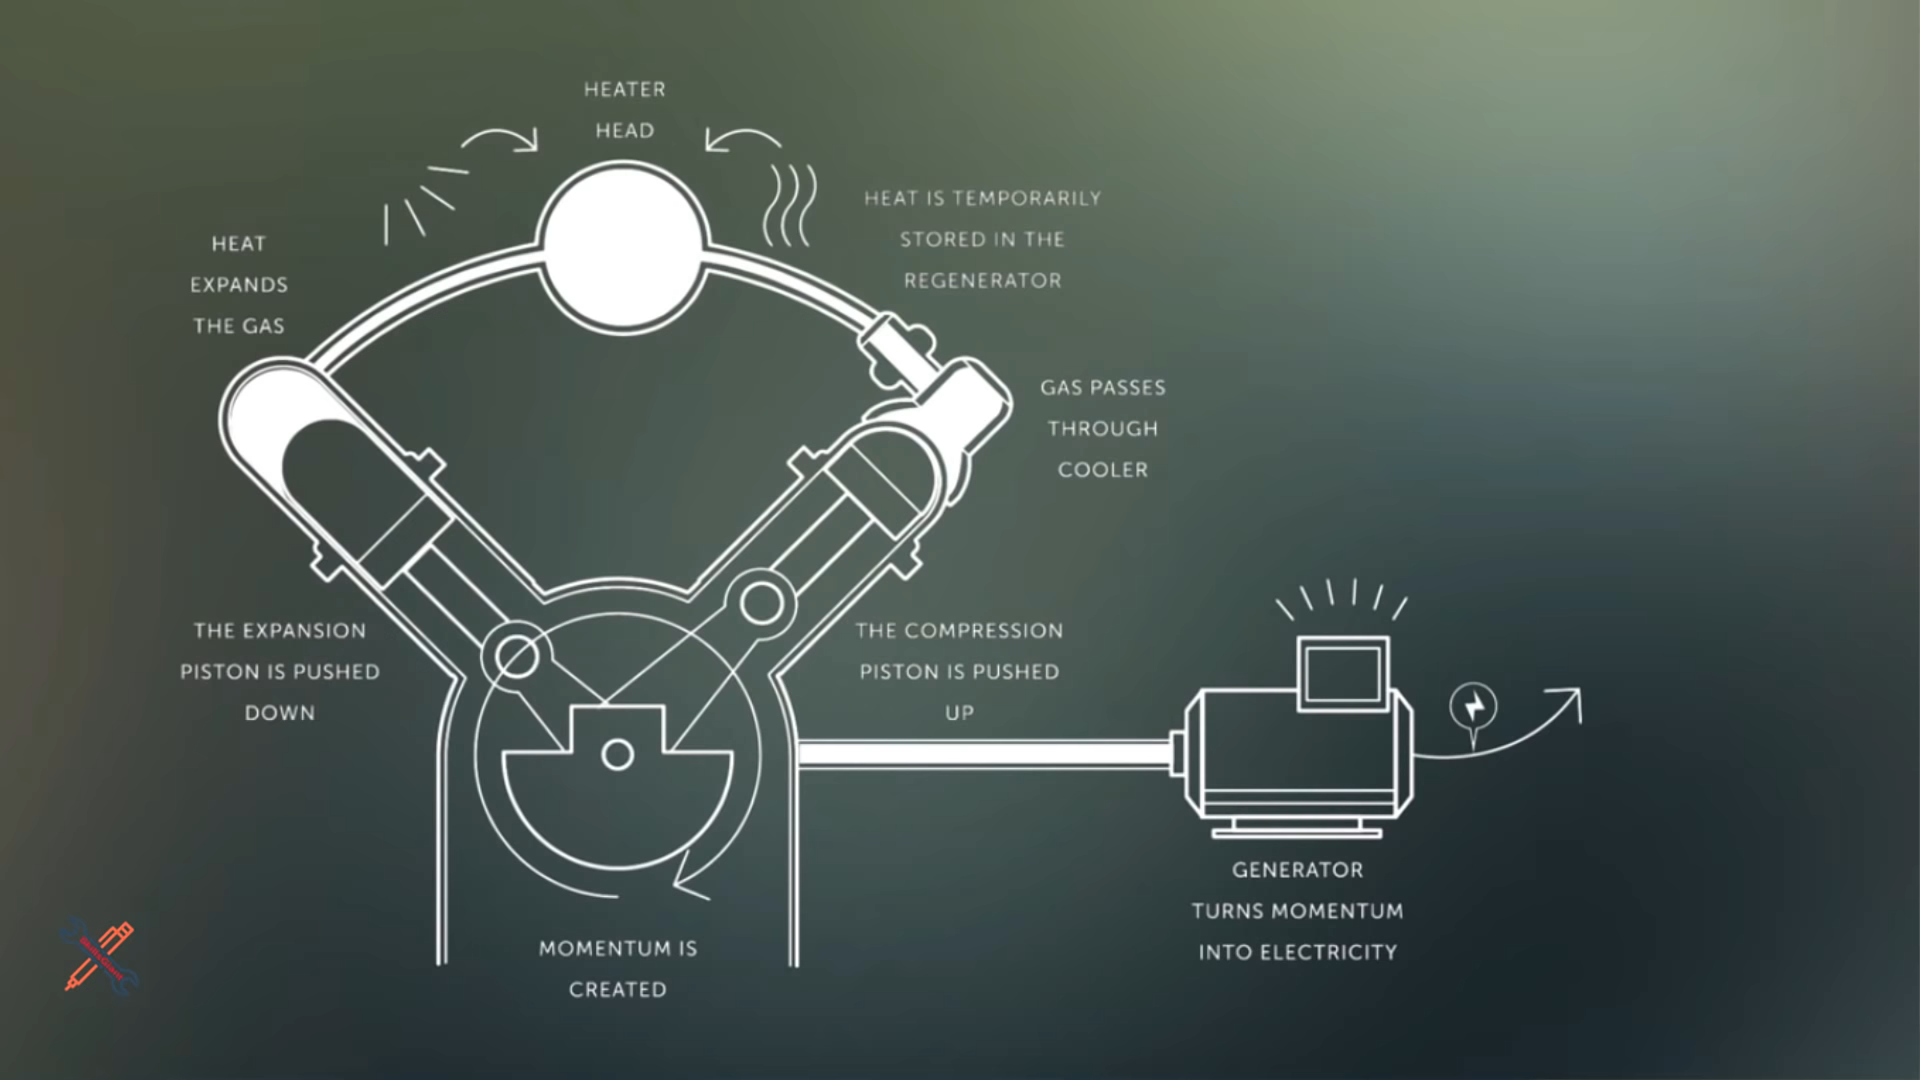 HEATER
HEAD
HEAT IS TEMPORARILY
STORED IN THE
REGENERATOR
HEAT
EXPANDS
THE GAS
GAS PASSES
THROUGH
COOLER
THE EXPANSION
PISTON IS PUSHED
DOWN
THE COMPRESSION
PISTON IS PUSHED
UP
GENERATOR
TURNS MOMENTUM
INTO ELECTRICITY
MOMENTUM IS
CREATED